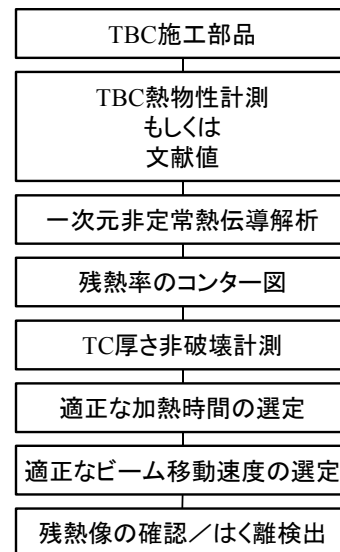 TBC施工部品
TBC熱物性計測
もしくは
文献値
一次元非定常熱伝導解析
残熱率のコンター図
TC厚さ非破壊計測
適正な加熱時間の選定
適正なビーム移動速度の選定
残熱像の確認／はく離検出